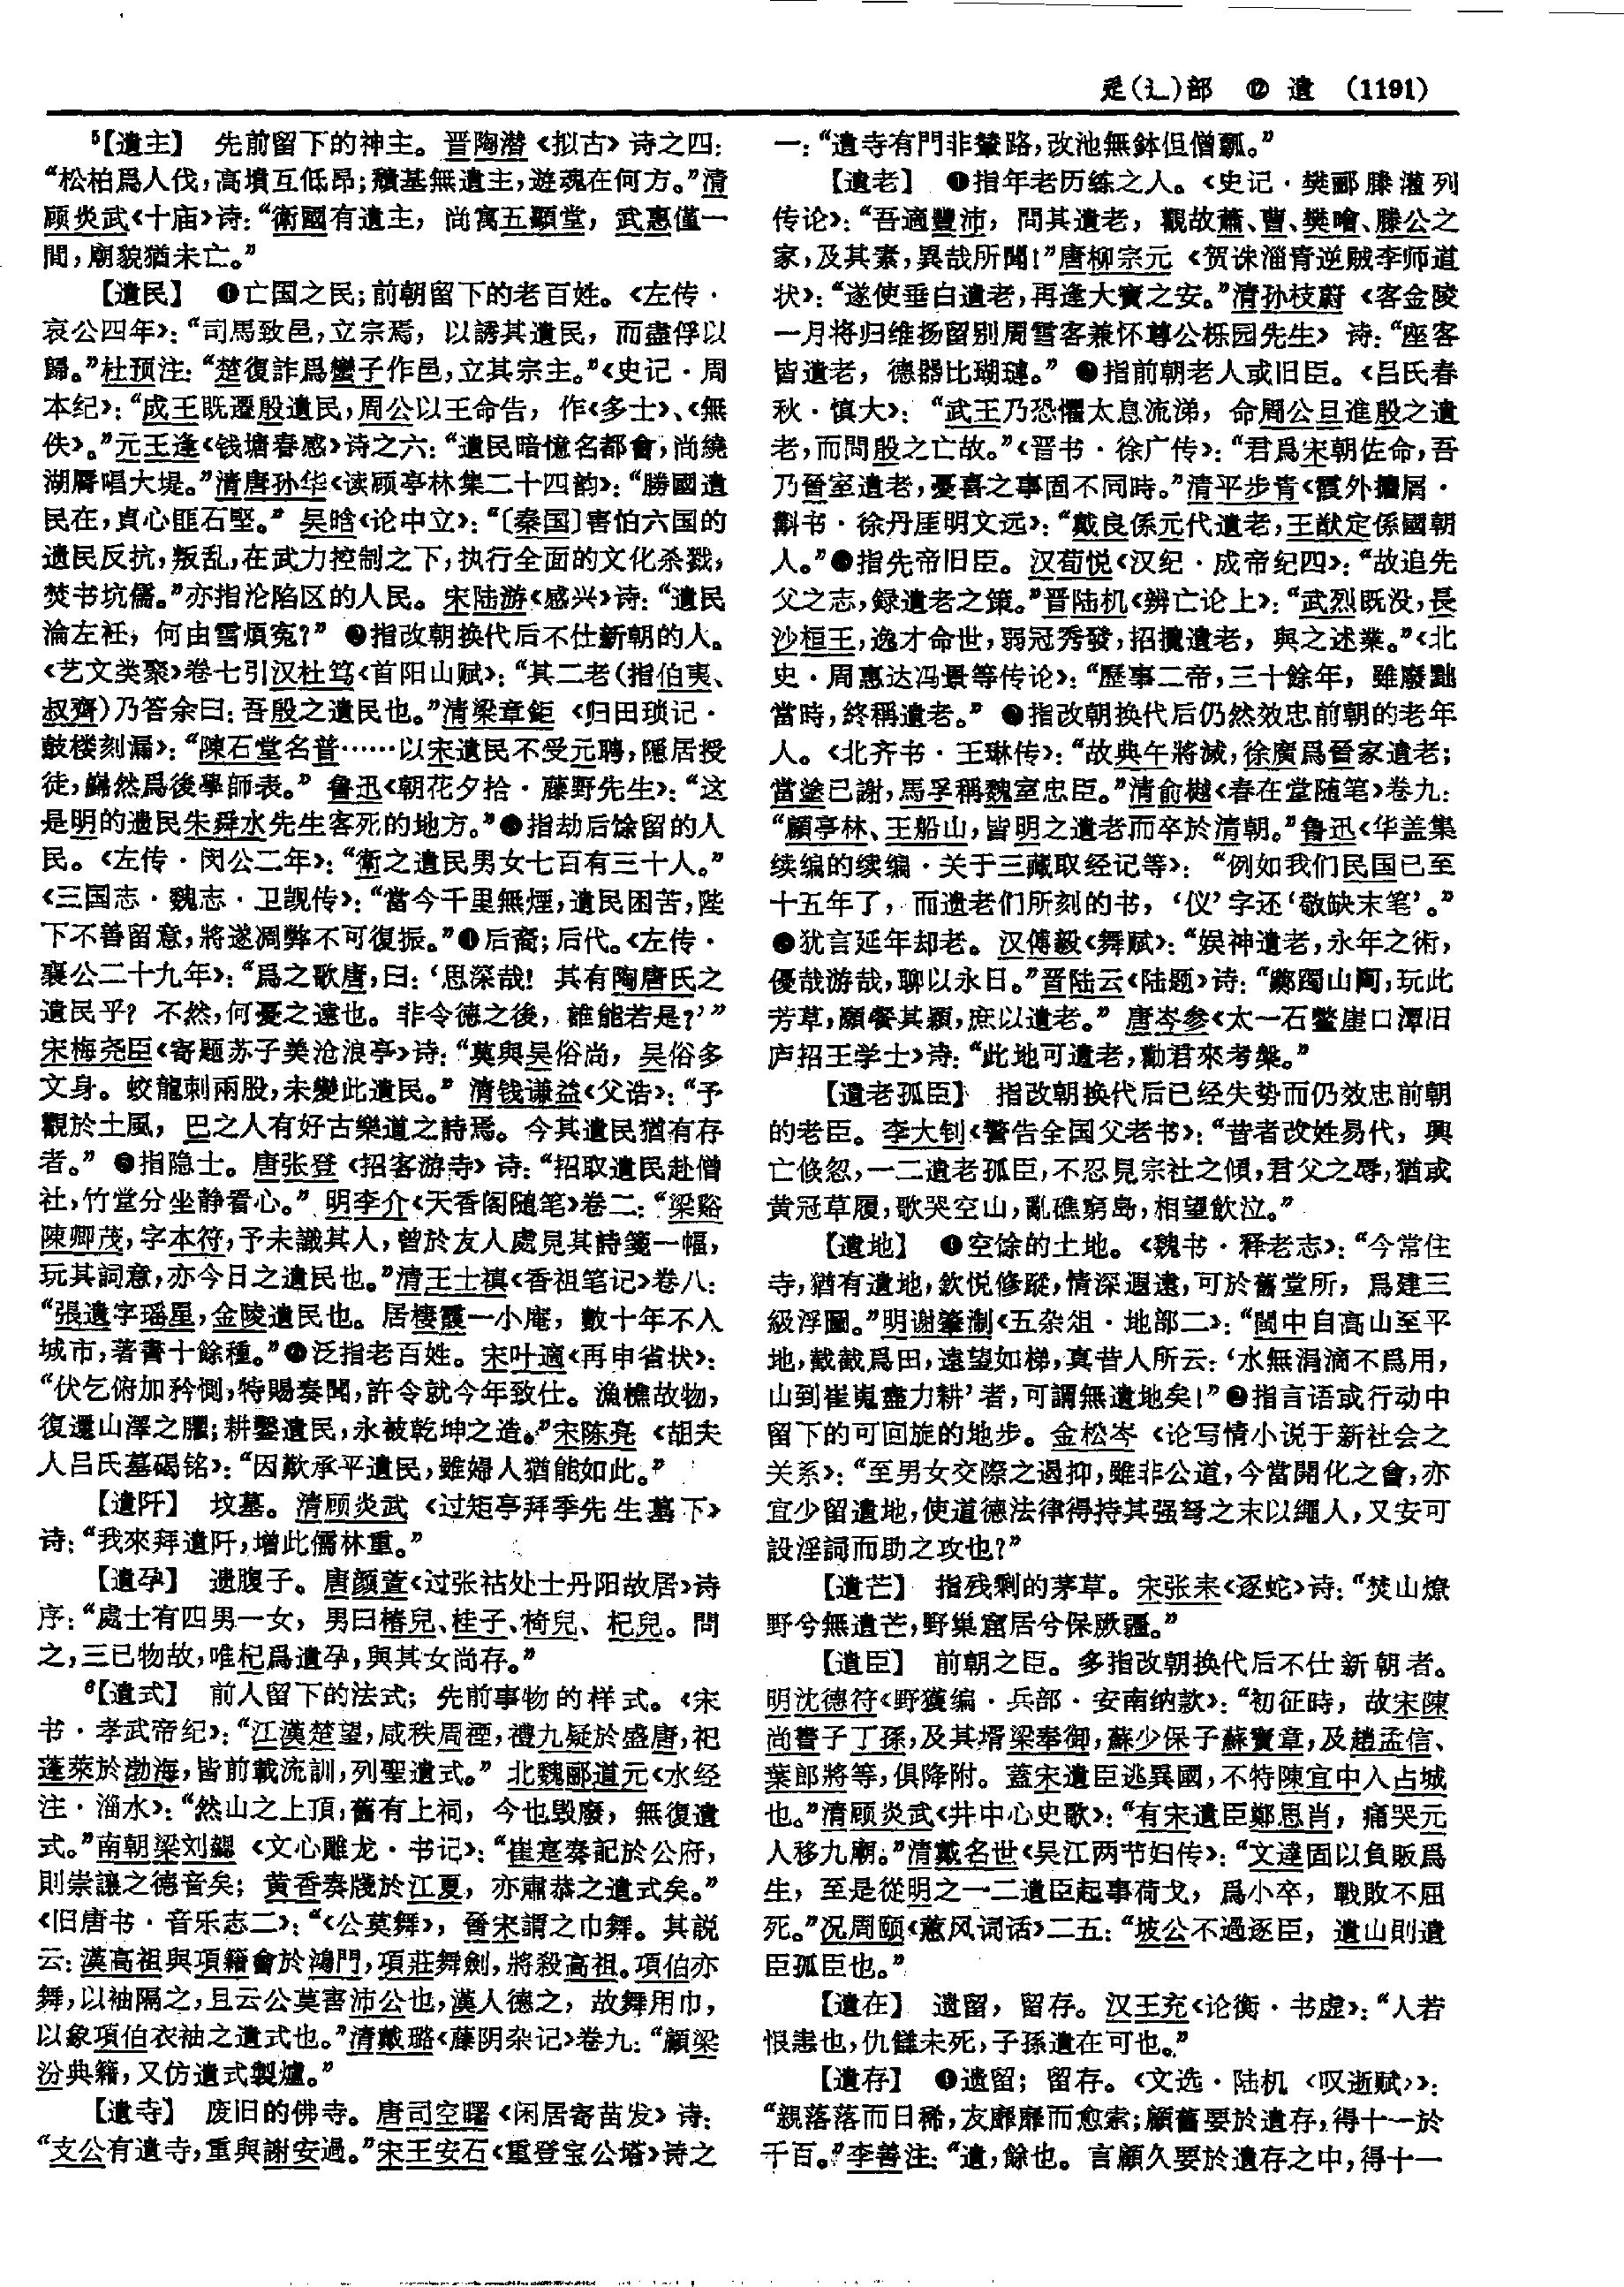 辵(辶)部 ⑫ 遺 (1191)
⁵【遺主】 先前留下的神主。晋陶潜《拟古》诗之四：
“松柏爲人伐，高墳互低昂；頹基無遺主，遊魂在何方。”清
顾炎武《十庙》诗：“衛國有遺主，尚寓五顯堂，武惠僅一
間，廟貌猶未亡。”
【遺民】 ❶亡国之民；前朝留下的老百姓。《左传·
哀公四年》：“司馬致邑，立宗焉，以誘其遺民，而盡俘以
歸。”杜预注：“楚復詐爲蠻子作邑，立其宗主。”《史记·周
本纪》：“成王既遷殷遺民，周公以王命告，作《多士》、《無
佚》。”元王逢《钱塘春感》诗之六：“遺民暗憶名都會，尚繞
湖脣唱大堤。”清唐孙华《读顾亭林集二十四韵》：“勝國遺
民在，貞心匪石堅。”吴晗《论中立》：“〔秦国〕害怕六国的
遗民反抗，叛乱，在武力控制之下，执行全面的文化杀戮，
焚书坑儒。”亦指沦陷区的人民。宋陆游《感兴》诗：“遺民
淪左衽，何由雪煩冤？”❷指改朝换代后不仕新朝的人。
《艺文类聚》卷七引汉杜笃《首阳山赋》：“其二老（指伯夷、
叔齊）乃答余曰：吾殷之遺民也。”清梁章鉅《归田琐记·
鼓楼刻漏》：“陳石堂名普……以宋遺民不受元聘，隱居授
徒，巋然爲後學師表。”鲁迅《朝花夕拾·藤野先生》：“这
是明的遗民朱舜水先生客死的地方。”❸指劫后馀留的人
民。《左传·闵公二年》：“衛之遺民男女七百有三十人。”
《三国志·魏志·卫觊传》：“當今千里無煙，遺民困苦，陛
下不善留意，將遂凋弊不可復振。”❹后裔；后代。《左传·
襄公二十九年》：“爲之歌唐，曰：‘思深哉！其有陶唐氏之
遺民乎？不然，何憂之遠也。非令德之後，誰能若是？’”
宋梅尧臣《寄题苏子美沧浪亭》诗：“莫與吴俗尚，吴俗多
文身。蛟龍刺兩股，未變此遺民。”清钱谦益《父诰》：“予
觀於土風，巴之人有好古樂道之詩焉。今其遺民猶有存
者。”❺指隐士。唐张登《招客游寺》诗：“招取遺民赴僧
社，竹堂分坐静看心。”明李介《天香阁随笔》卷二：“梁谿
陳卿茂，字本符，予未識其人，曾於友人處見其詩箋一幅，
玩其詞意，亦今日之遺民也。”清王士禛《香祖笔记》卷八：
“張遺字瑶星，金陵遺民也。居棲霞一小庵，數十年不入
城市，著書十餘種。”❻泛指老百姓。宋叶適《再申省状》：
“伏乞俯加矜惻，特賜奏聞，許令就今年致仕。漁樵故物，
復還山澤之臞；耕鑿遺民，永被乾坤之造。”宋陈亮《胡夫
人吕氏墓碣铭》：“因歎承平遺民，雖婦人猶能如此。”
【遺阡】 坟墓。清顾炎武《过矩亭拜季先生墓下》
诗：“我來拜遺阡，增此儒林重。”
【遺孕】 遗腹子。唐颜萱《过张祜处士丹阳故居》诗
序：“處士有四男一女，男曰椿兒、桂子、椅兒、杞兒。問
之，三已物故，唯杞爲遺孕，與其女尚存。”
⁶【遺式】 前人留下的法式；先前事物的样式。《宋
书·孝武帝纪》：“江漢楚望，咸秩周禋，禮九疑於盛唐，祀
蓬萊於渤海，皆前載流訓，列聖遺式。”北魏郦道元《水经
注·淄水》：“然山之上頂，舊有上祠，今也毁廢，無復遺
式。”南朝梁刘勰《文心雕龙·书记》：“崔寔奏記於公府，
則崇讓之德音矣；黄香奏牋於江夏，亦肅恭之遺式矣。”
《旧唐书·音乐志二》：“《公莫舞》，晉宋謂之巾舞。其説
云：漢高祖與項籍會於鴻門，項莊舞劍，將殺高祖。項伯亦
舞，以袖隔之，且云公莫害沛公也，漢人德之，故舞用巾，
以象項伯衣袖之遺式也。”清戴璐《藤阴杂记》卷九：“顧梁
汾典籍，又仿遺式製爐。”
【遺寺】 废旧的佛寺。唐司空曙《闲居寄苗发》诗：
“支公有遺寺，重與謝安過。”宋王安石《重登宝公塔》诗之
一：“遺寺有門非輦路，改池無鉢但僧瓢。”
【遺老】 ❶指年老历练之人。《史记·樊郦滕灌列
传论》：“吾適豐沛，問其遺老，觀故蕭、曹、樊噲、滕公之
家，及其素，異哉所聞！”唐柳宗元《贺诛淄青逆贼李师道
状》：“遂使垂白遺老，再逢大寶之安。”清孙枝蔚《客金陵
一月将归维扬留别周雪客兼怀尊公栎园先生》诗：“座客
皆遺老，德器比瑚璉。”❷指前朝老人或旧臣。《吕氏春
秋·慎大》：“武王乃恐懼太息流涕，命周公旦進殷之遺
老，而問殷之亡故。”《晋书·徐广传》：“君爲宋朝佐命，吾
乃晉室遺老，憂喜之事固不同時。”清平步青《霞外攟屑·
斠书·徐丹厓明文远》：“戴良係元代遺老，王猷定係國朝
人。”❸指先帝旧臣。汉荀悦《汉纪·成帝纪四》：“故追先
父之志，録遺老之策。”晋陆机《辨亡论上》：“武烈既没，長
沙桓王，逸才命世，弱冠秀發，招攬遺老，與之述業。”《北
史·周惠达冯景等传论》：“歷事二帝，三十餘年，雖廢黜
當時，終稱遺老。”❹指改朝换代后仍然效忠前朝的老年
人。《北齐书·王琳传》：“故典午將滅，徐廣爲晉家遺老；
當塗已謝，馬孚稱魏室忠臣。”清俞樾《春在堂随笔》卷九：
“顧亭林、王船山，皆明之遺老而卒於清朝。”鲁迅《华盖集
续编的续编·关于三藏取经记等》：“例如我们民国已至
十五年了，而遗老们所刻的书，‘仪’字还‘敬缺末笔’。”
❺犹言延年却老。汉傅毅《舞赋》：“娱神遺老，永年之術，
優哉游哉，聊以永日。”晋陆云《陆题》诗：“躑躅山阿，玩此
芳草，願餐其穎，庶以遺老。”唐岑参《太一石鳖崖口潭旧
庐招王学士》诗：“此地可遺老，勸君來考槃。”
【遺老孤臣】 指改朝换代后已经失势而仍效忠前朝
的老臣。李大钊《警告全国父老书》：“昔者改姓易代，興
亡倏忽，一二遺老孤臣，不忍見宗社之傾，君父之辱，猶或
黄冠草履，歌哭空山，亂礁窮島，相望飲泣。”
【遺地】 ❶空馀的土地。《魏书·释老志》：“今常住
寺，猶有遺地，欽悦修蹤，情深遐遠，可於舊堂所，爲建三
級浮圖。”明谢肇淛《五杂俎·地部二》：“閩中自高山至平
地，截截爲田，遠望如梯，真昔人所云：‘水無涓滴不爲用，
山到崔嵬盡力耕’者，可謂無遺地矣！”❷指言语或行动中
留下的可回旋的地步。金松岑《论写情小说于新社会之
关系》：“至男女交際之遏抑，雖非公道，今當開化之會，亦
宜少留遺地，使道德法律得持其强弩之末以繩人，又安可
設淫詞而助之攻也？”
【遺芒】 指残剩的茅草。宋张耒《逐蛇》诗：“焚山燎
野兮無遺芒，野巢窟居兮保厥疆。”
【遺臣】 前朝之臣。多指改朝换代后不仕新朝者。
明沈德符《野獲编·兵部·安南纳款》：“初征時，故宋陳
尚書子丁孫，及其壻梁奉御，蘇少保子蘇寶章，及趙孟信、
葉郎將等，俱降附。蓋宋遺臣逃異國，不特陳宜中入占城
也。”清顾炎武《井中心史歌》：“有宋遺臣鄭思肖，痛哭元
人移九廟。”清戴名世《吴江两节妇传》：“文達固以負販爲
生，至是從明之一二遺臣起事荷戈，爲小卒，戰敗不屈
死。”况周颐《蕙风词话》二五：“坡公不過逐臣，遺山則遺
臣孤臣也。”
【遺在】 遗留，留存。汉王充《论衡·书虚》：“人若
恨恚也，仇讎未死，子孫遺在可也。”
【遺存】 ❶遗留；留存。《文选·陆机〈叹逝赋〉》：
“親落落而日稀，友靡靡而愈索；顧舊要於遺存，得十一於
千百。”李善注：“遺，餘也。言顧久要於遺存之中，得十一